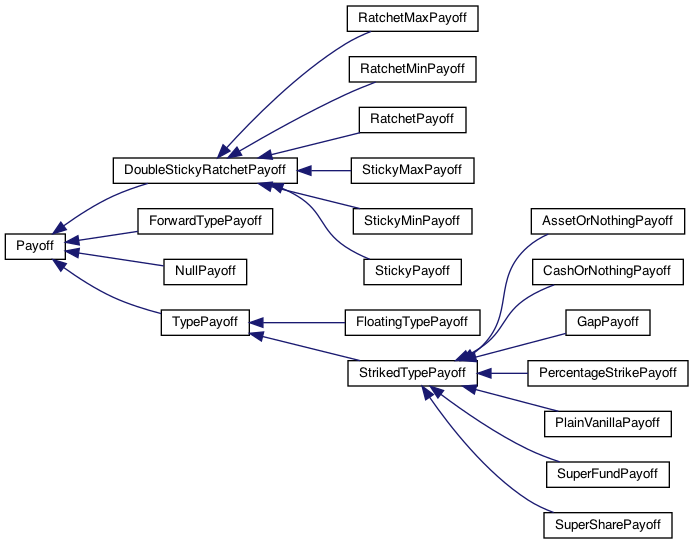 RatchetMaxPayoff
RatchetMinPayoff
RatchetPayoff
DoubleStickyRatchetPayoff
StickyMaxPayoff
StickyMinPayoff
StickyPayoff
Payoff
ForwardTypePayoff
NullPayoff
TypePayoff
FloatingTypePayoff
StrikedTypePayoff
AssetOrNothingPayoff
CashOrNothingPayoff
GapPayoff
PercentageStrikePayoff
PlainVanillaPayoff
SuperFundPayoff
SuperSharePayoff